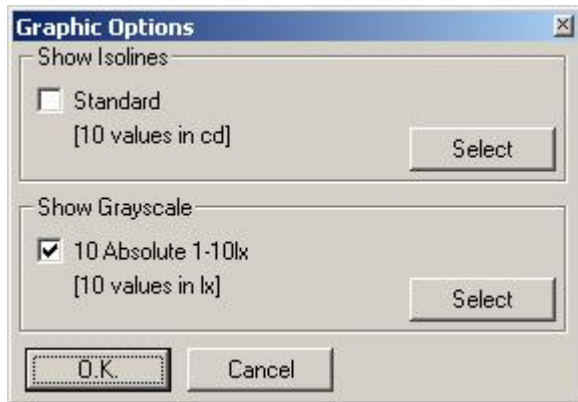 Graphic Options
Show Isolines
Standard
[10 values in cd]
Select
Show Grayscale
10 Absolute 1-10lx
[10 values in lx]
Select
O.K.
Cancel